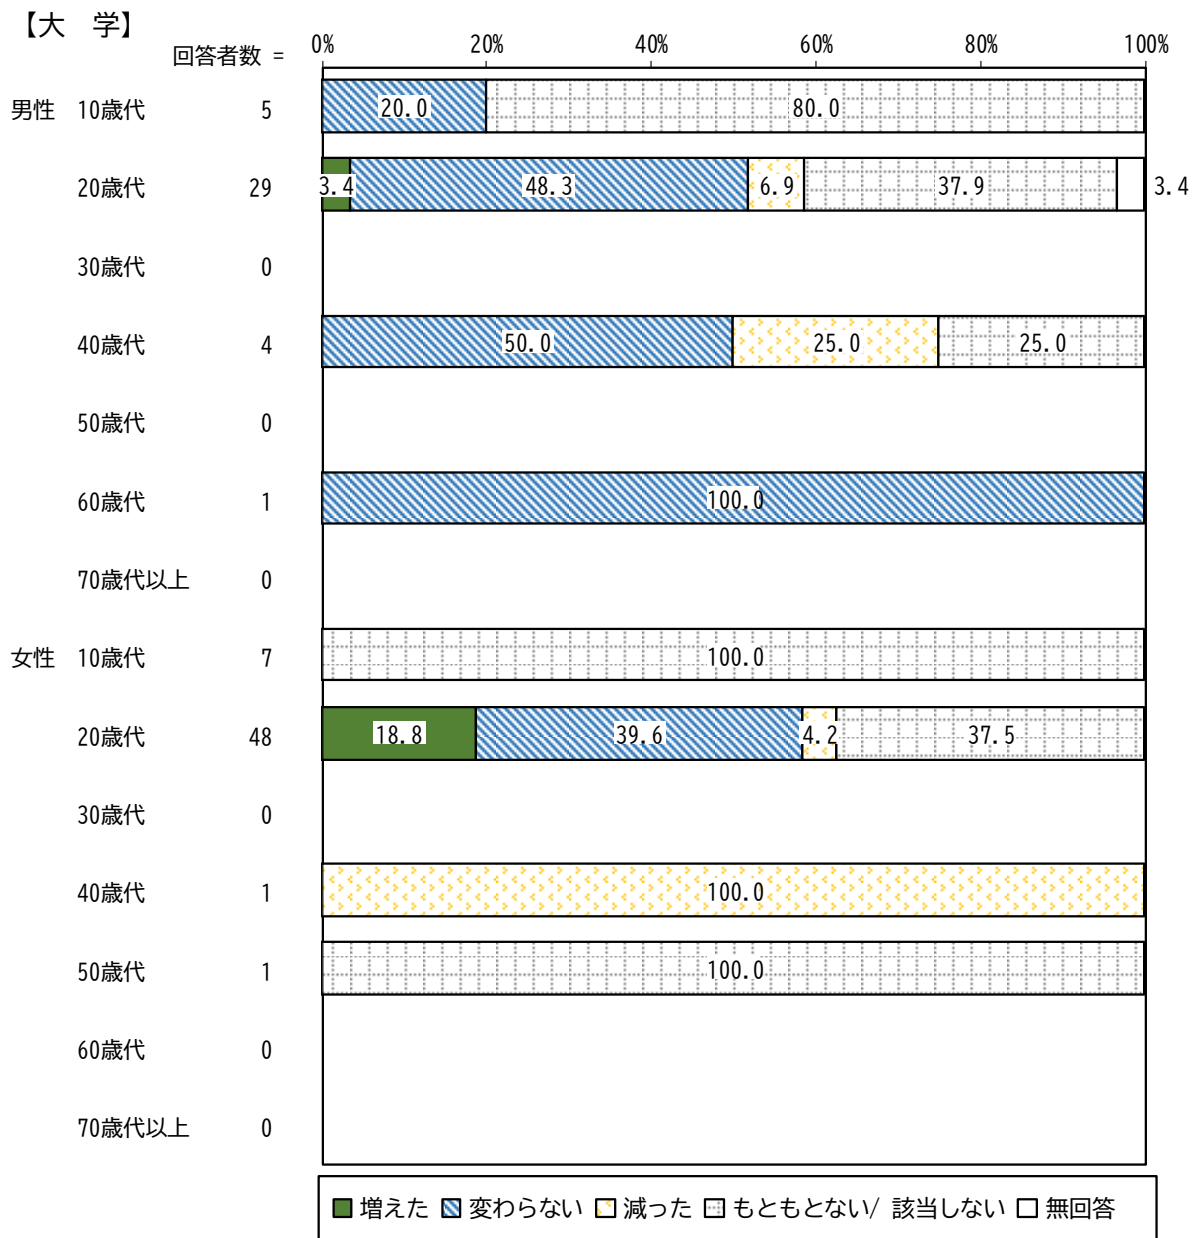 【大　学】
回答者数 = 0% 20% 40% 60% 80% 100%
男性 10歳代 5 20.0 80.0
20歳代 29 3.4 48.3 6.9 37.9 3.4
30歳代 0
40歳代 4 50.0 25.0 25.0
50歳代 0
60歳代 1 100.0
70歳代以上 0
女性 10歳代 7 100.0
20歳代 48 18.8 39.6 4.2 37.5
30歳代 0
40歳代 1 100.0
50歳代 1 100.0
60歳代 0
70歳代以上 0
増えた 変わらない 減った もともとない/ 該当しない 無回答